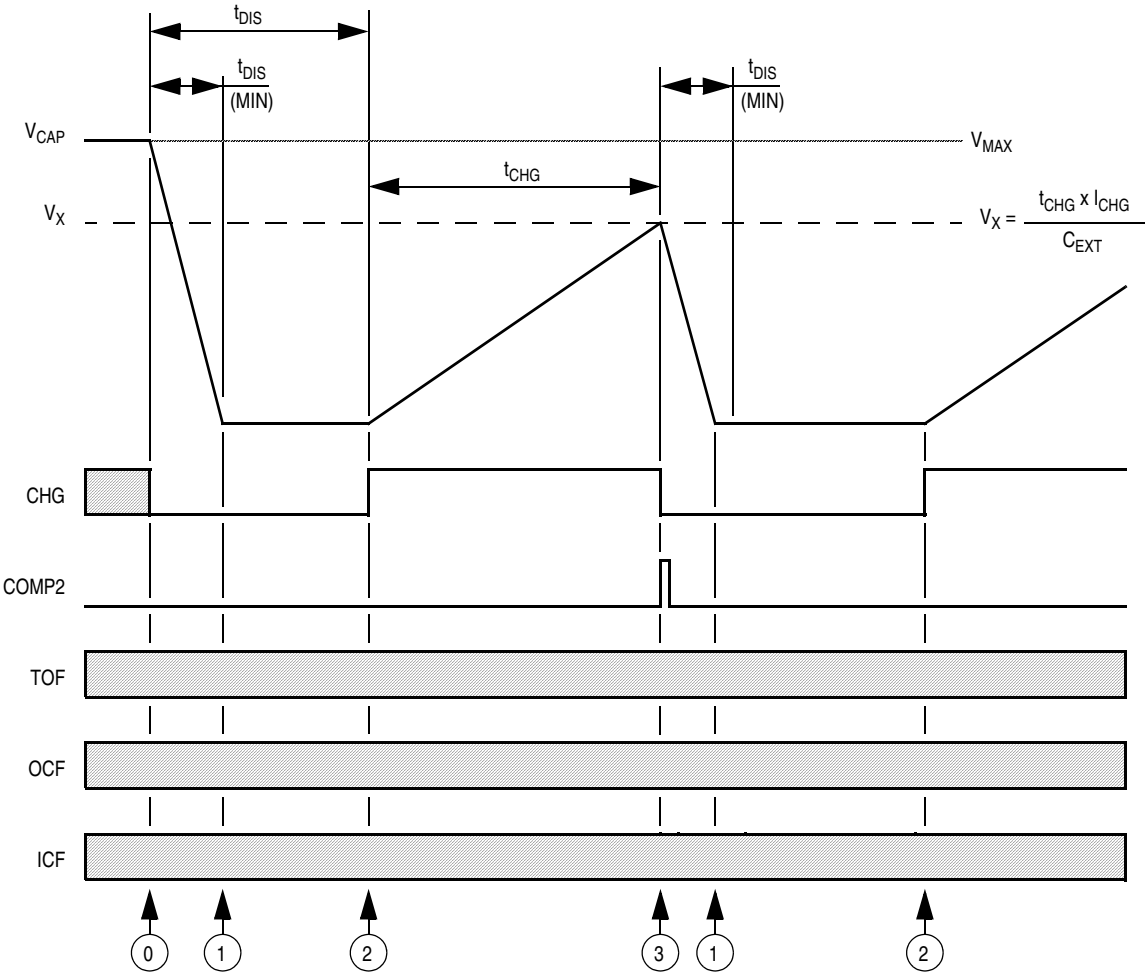 tDIS
tDIS
(MIN)
tDIS
(MIN)
VCAP
VMAX
tCHG
VX
VX = tCHG x ICHG
CEXT
CHG
COMP2
TOF
OCF
ICF
0 1 2 3 1 2